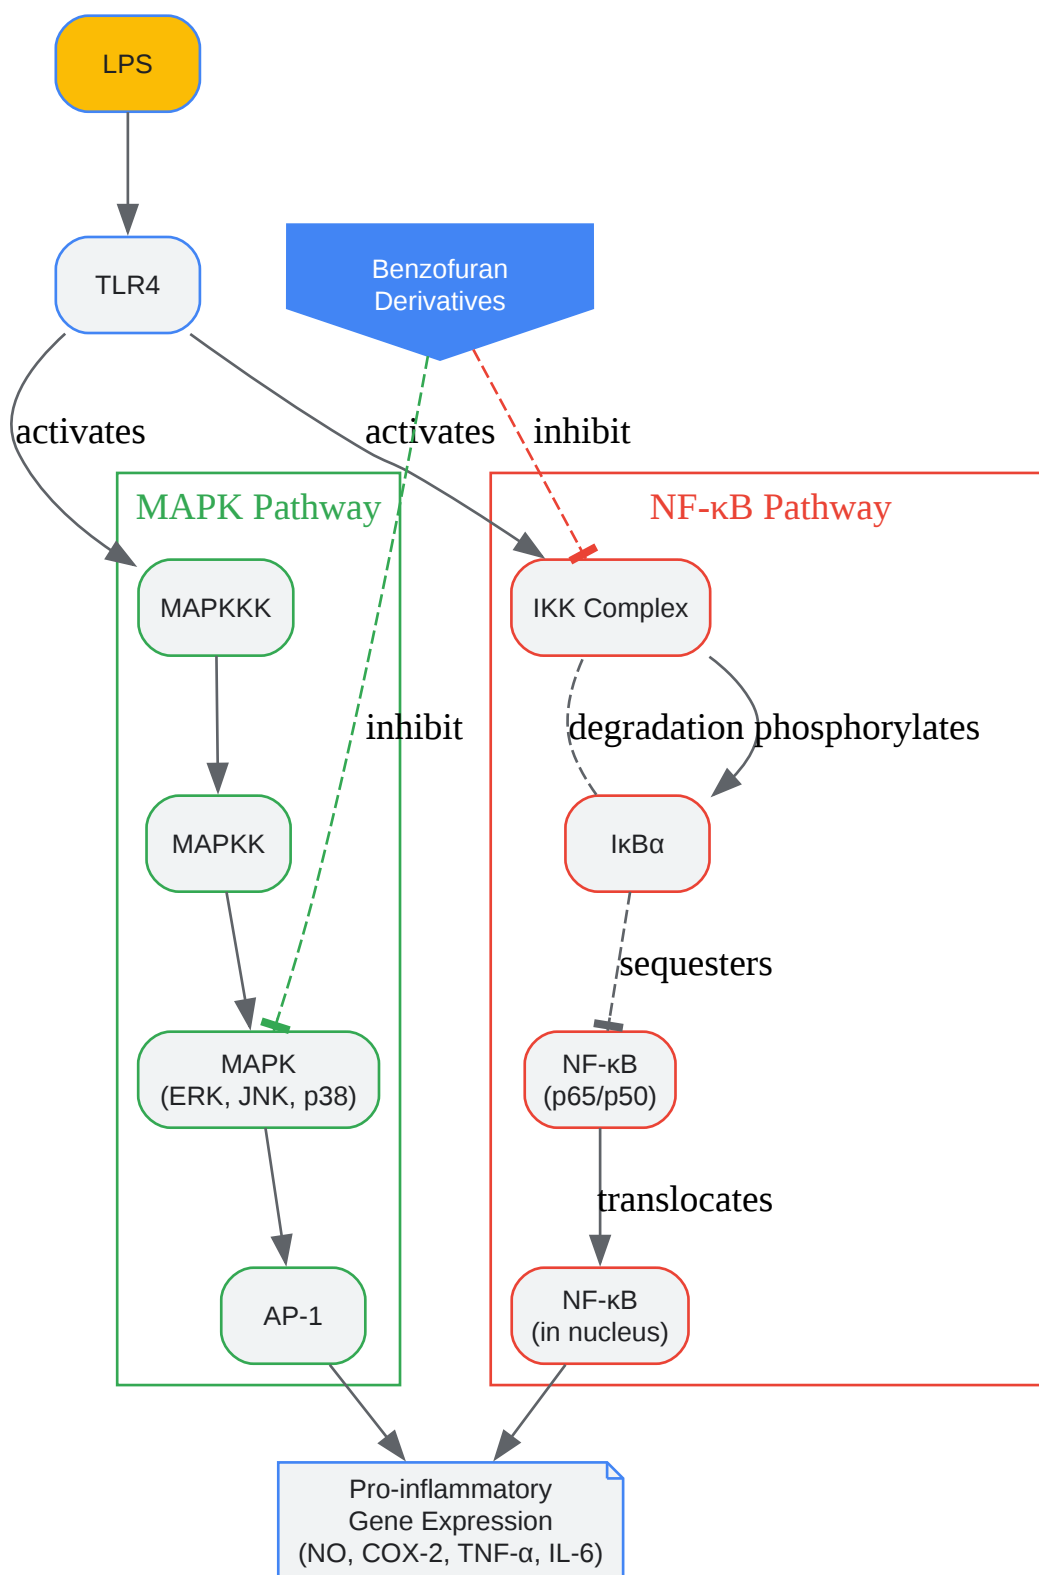 LPS
TLR4
Benzofuran
Derivatives
activates
activates
inhibit
MAPK Pathway
NF-κB Pathway
MAPKKK
IKK Complex
inhibit
degradation
phosphorylates
MAPKK
IκBα
sequesters
MAPK
(ERK, JNK, p38)
NF-κB
(p65/p50)
translocates
AP-1
NF-κB
(in nucleus)
Pro-inflammatory
Gene Expression
(NO, COX-2, TNF-α, IL-6)